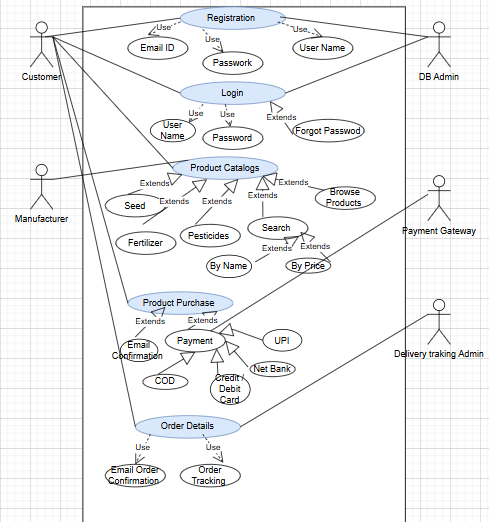 Registration
Use
Use
Use
Email ID
User Name
Passwork
Customer
DB Admin
Login
Use
Use
Extends
User
Name
Password
Forgot Passwod
Product Catalogs
Extends
Extends
Extends
Extends
Extends
Browse
Products
Seed
Manufacturer
Fertilizer
Pesticides
Search
Payment Gateway
Extends
Extends
By Name
By Price
Product Purchase
Extends
Extends
Email
Confirmation
Payment
UPI
Delivery traking Admin
Net Bank
COD
Credit /
Debit
Card
Order Details
Use
Use
Email Order
Confirmation
Order
Tracking